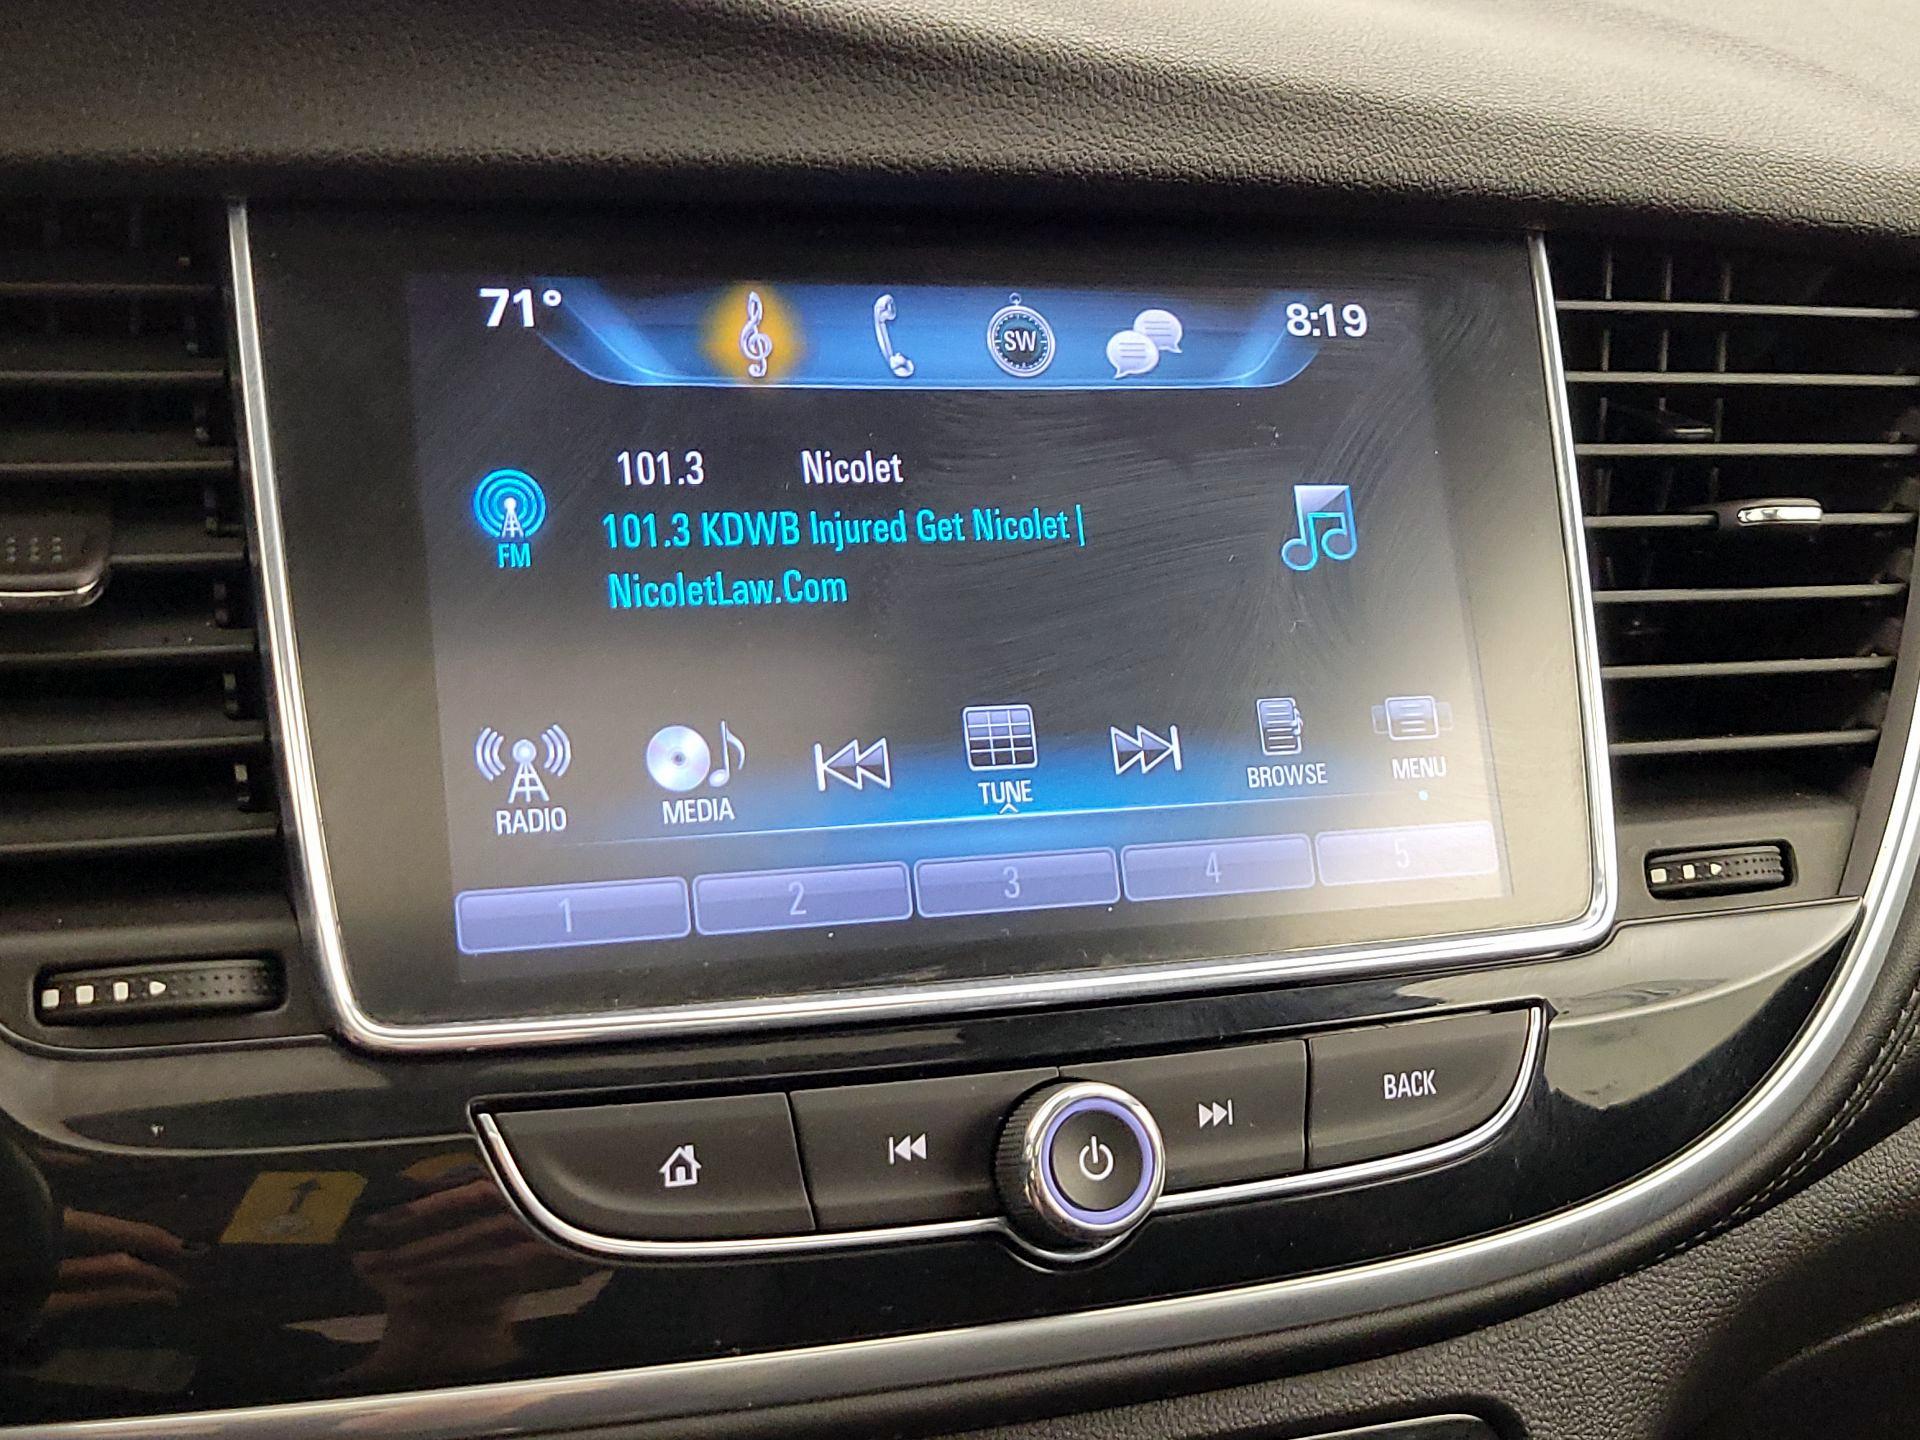 71° SW 8:19
101.3 Nicolet
FM 101.3 KDWB Injured Get Nicolet |
NicoletLaw.Com
RADIO MEDIA TUNE BROWSE MENU
1 2 3 4 5
BACK